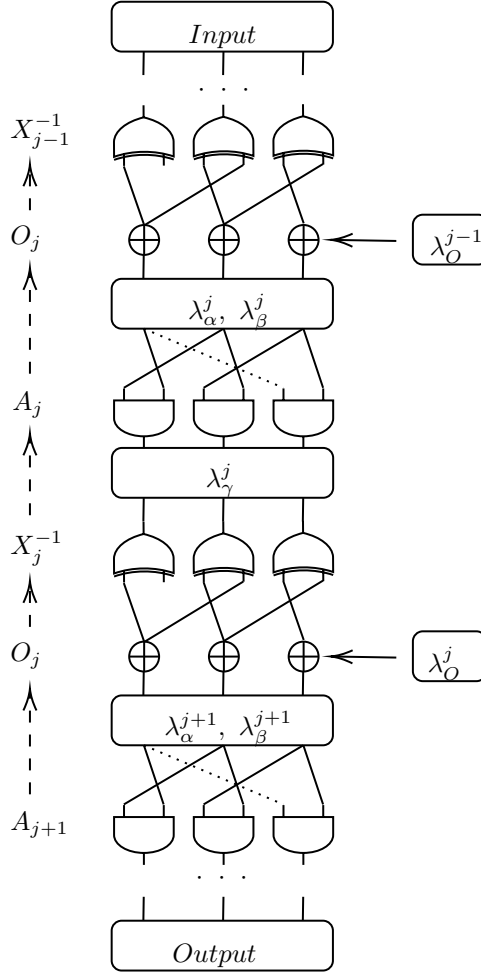 Input
· · ·
X_{j-1}^{-1}
O_j
λ_O^{j-1}
λ_α^j, λ_β^j
A_j
λ_γ^j
X_j^{-1}
O_j
λ_O^j
λ_α^{j+1}, λ_β^{j+1}
A_{j+1}
· · ·
Output